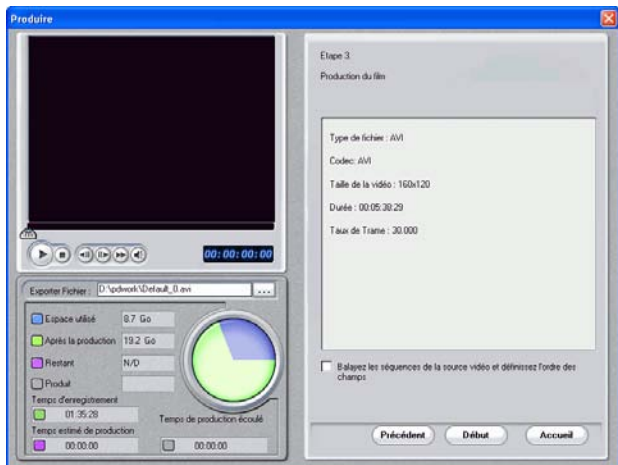 Produire
00:00:00:00
Exporter Fichier : D:\pdwork\Default_0.avi ...
Espace utilisé 8.7 Go
Après la production 19.2 Go
Restant N/D
Produit
Temps d'enregistrement
01:35:28
Temps de production écoulé
Temps estimé de production
00:00:00 00:00:00
Etape 3
Production du film
Type de fichier : AVI
Codec: AVI
Taille de la vidéo : 160x120
Durée : 00:05:30:29
Taux de Trame : 30.000
Balayez les séquences de la source vidéo et définissez l'ordre des
champs
Précédent Début Accueil